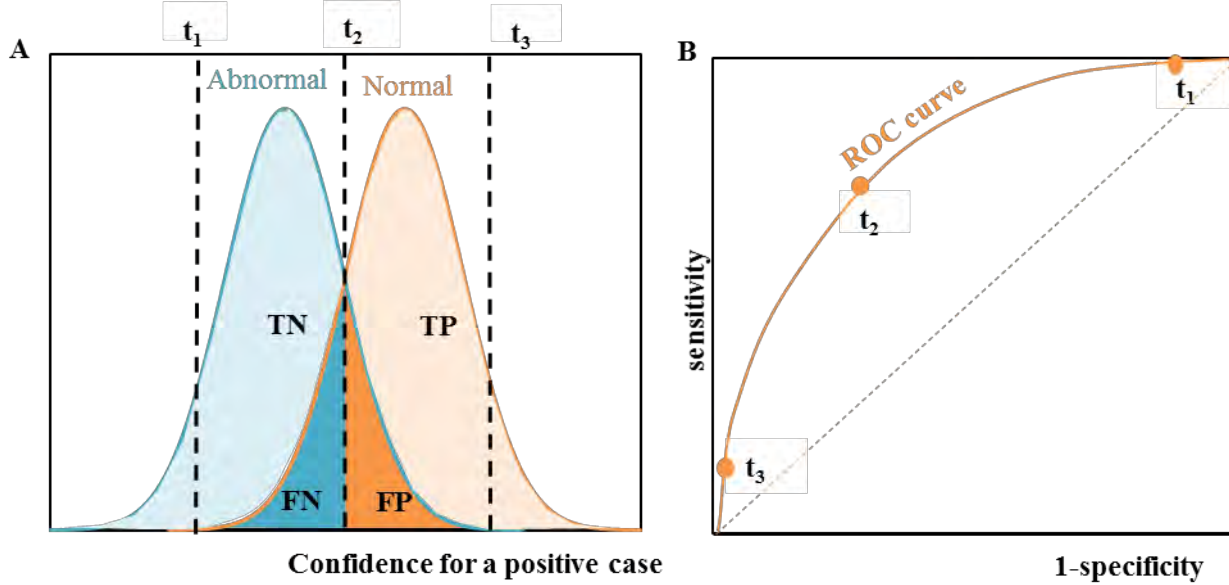 A
t₁
t₂
t₃
Abnormal
Normal
TN
TP
FN
FP
Confidence for a positive case
B
ROC curve
t₁
t₂
t₃
sensitivity
1-specificity